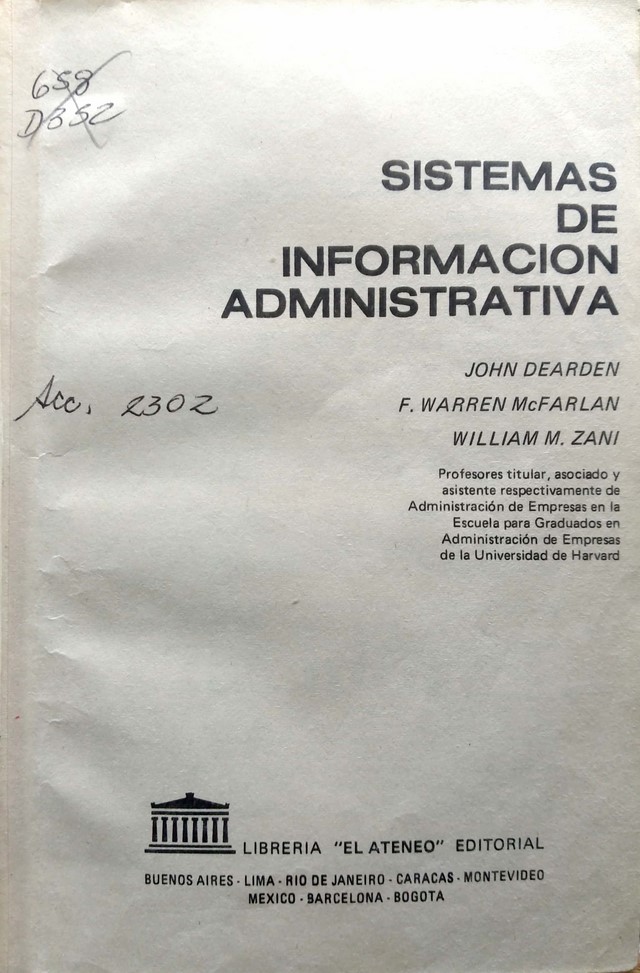 658
D352
SISTEMAS
DE
INFORMACION
ADMINISTRATIVA
JOHN DEARDEN
Acc. 2302
F. WARREN McFARLAN
WILLIAM M. ZANI
Profesores titular, asociado y
asistente respectivamente de
Administración de Empresas en la
Escuela para Graduados en
Administración de Empresas
de la Universidad de Harvard
LIBRERIA "EL ATENEO" EDITORIAL
BUENOS AIRES - LIMA - RIO DE JANEIRO - CARACAS - MONTEVIDEO
MEXICO - BARCELONA - BOGOTA